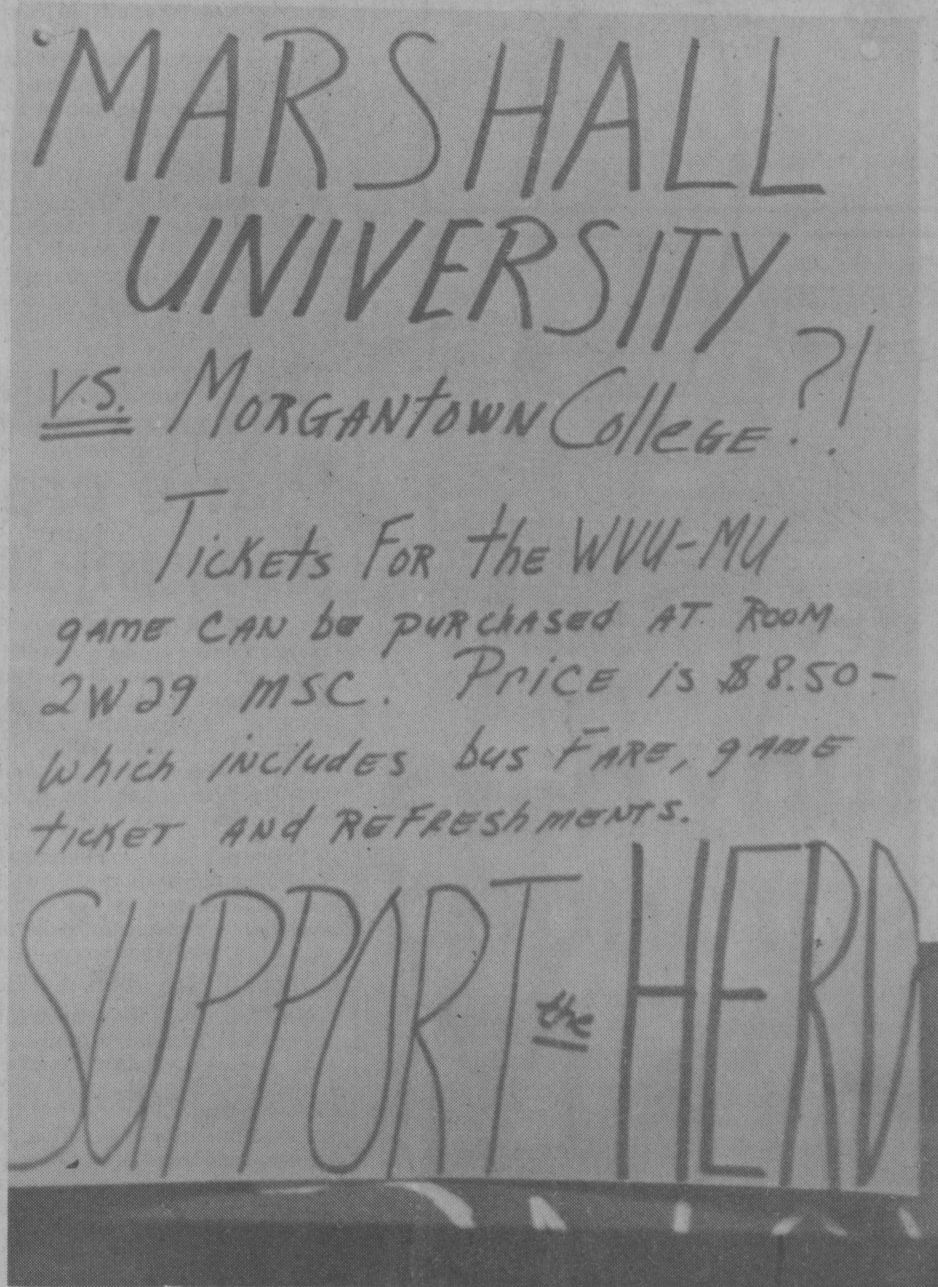 MARSHALL
UNIVERSITY
V.S. MORGANTOWN COllEGE?!
TickEts FOR thE WVU-MU
gAME CAN bE pURchASEd AT ROOM
2W29 MSC. PriCE is $8.50-
which iNCludES bus FARE, gAME
tickET ANd REFREshMENTS.
SUPPORT the HERD